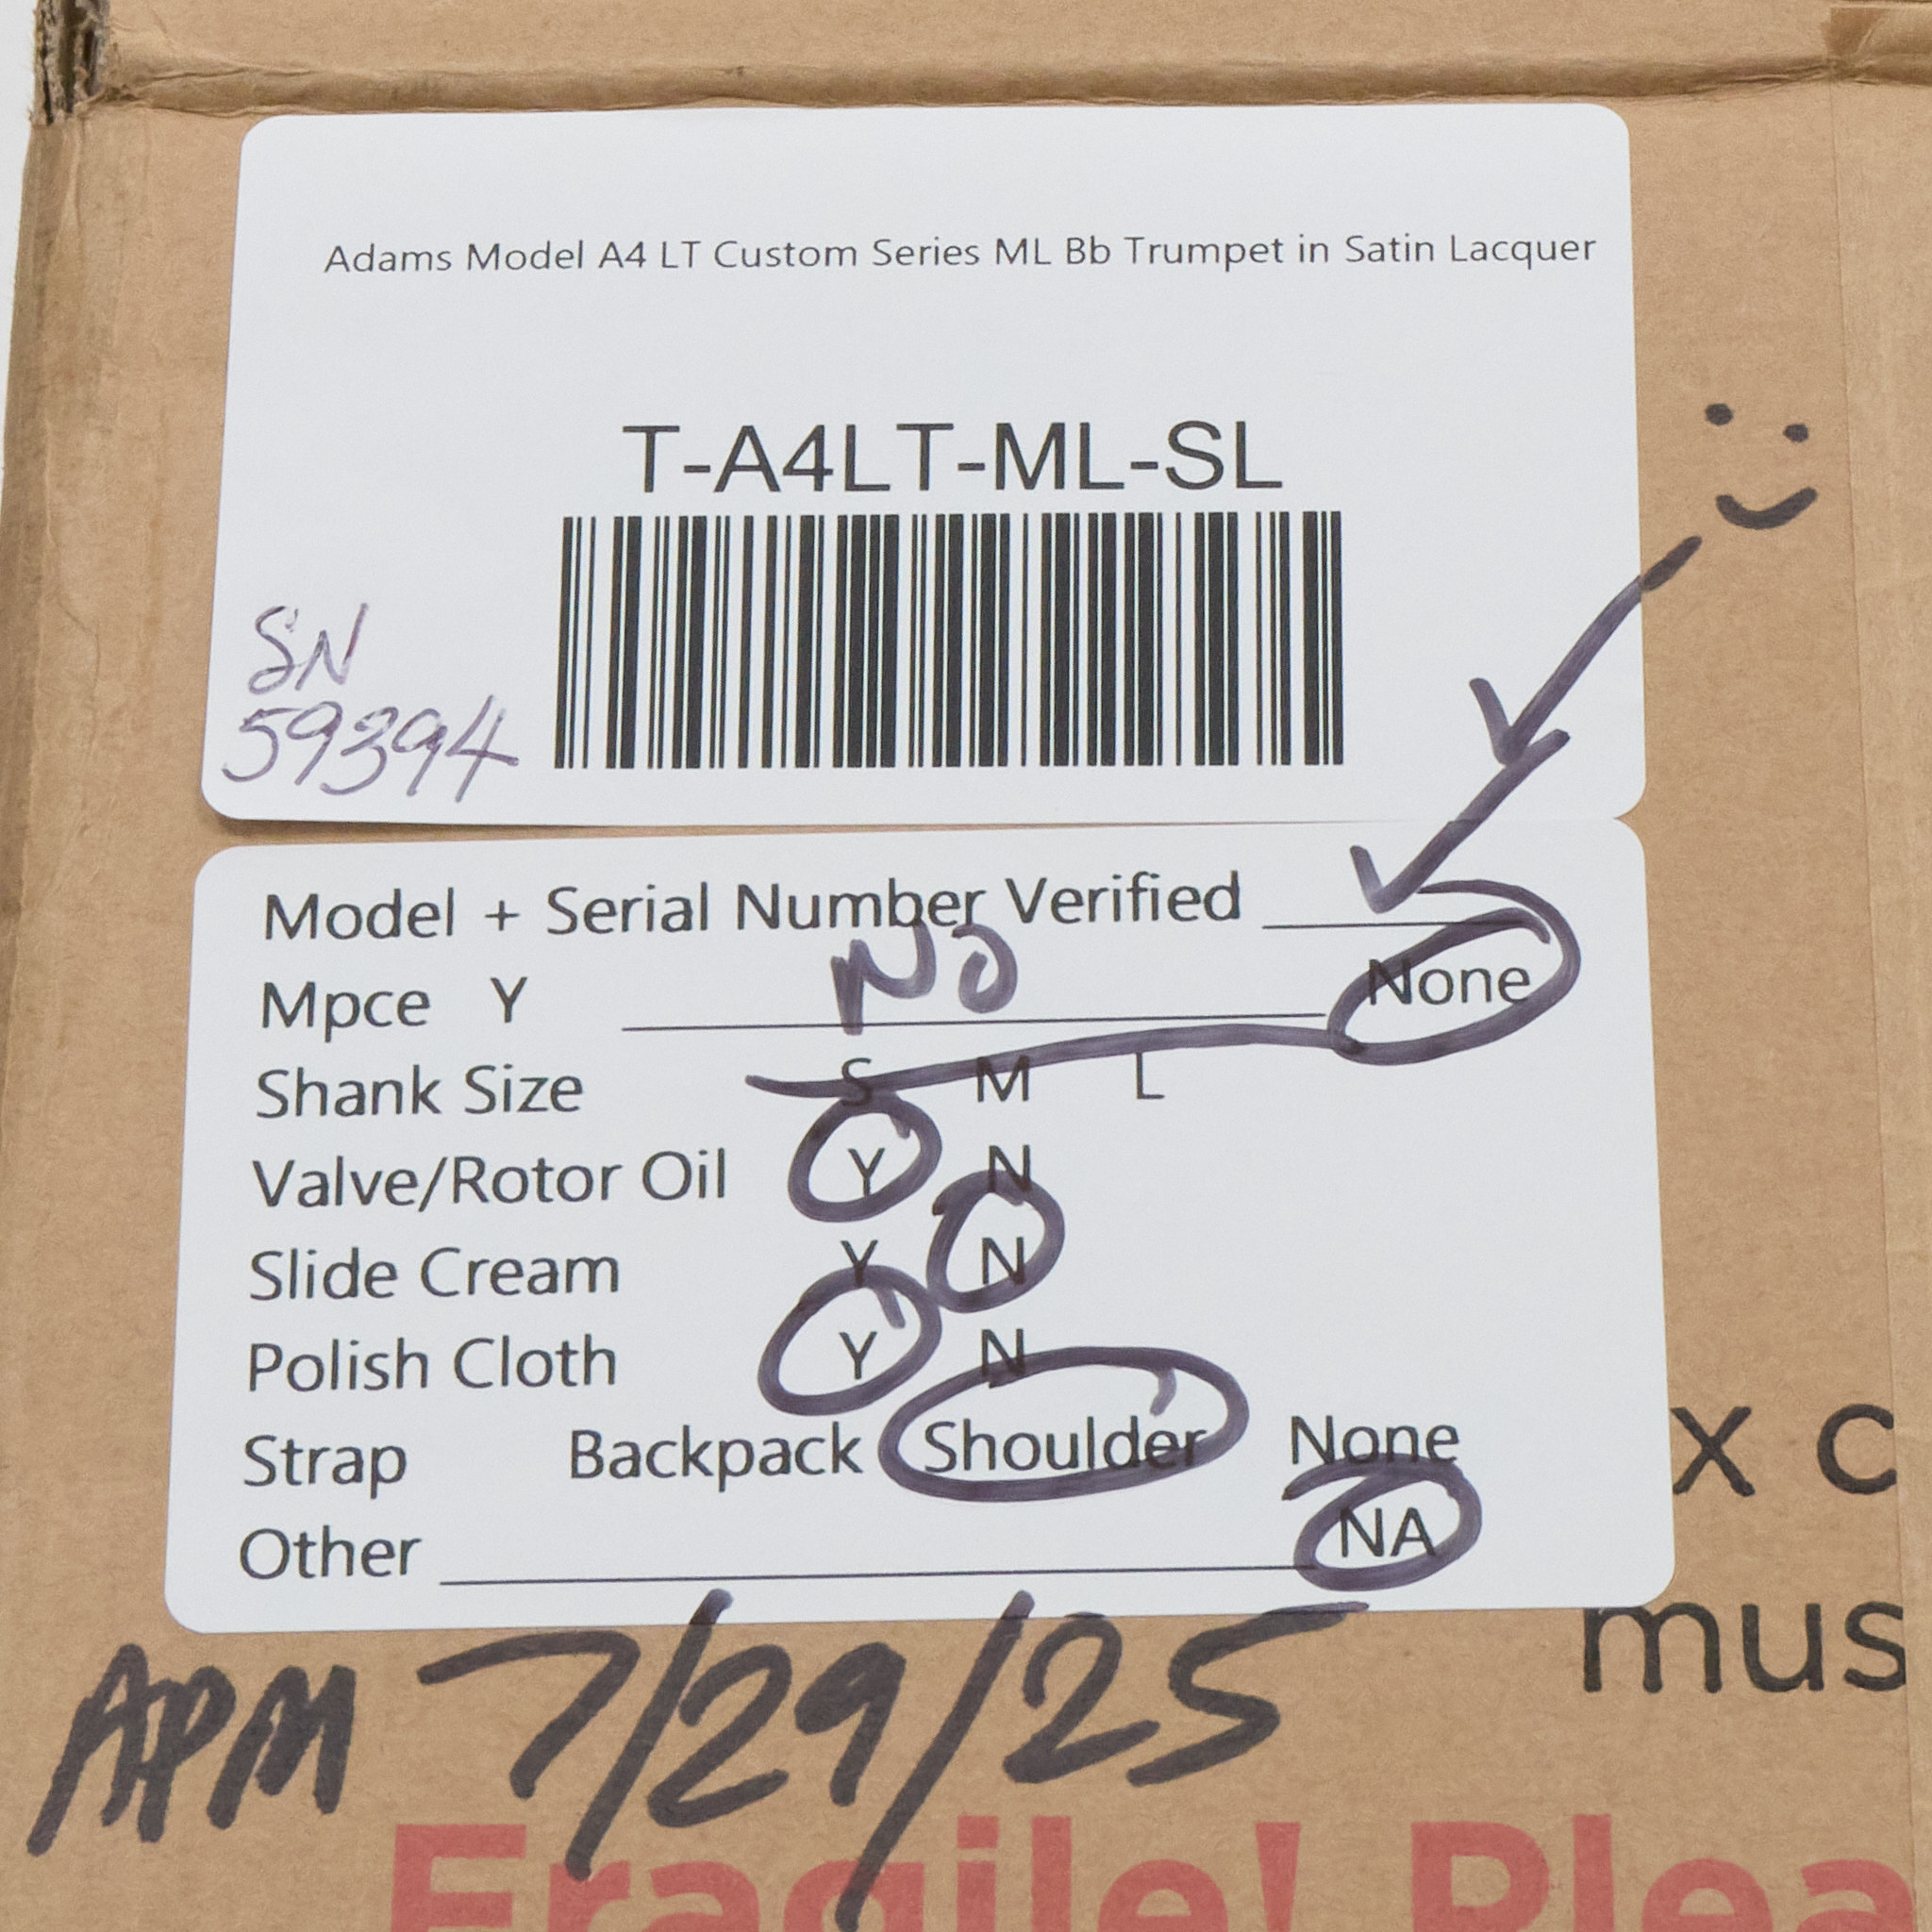 Adams Model A4 LT Custom Series ML Bb Trumpet in Satin Lacquer
T-A4LT-ML-SL
SN
59394
Model + Serial Number Verified
Mpce Y NO None
Shank Size S M L
Valve/Rotor Oil Y N
Slide Cream Y N
Polish Cloth Y N
Strap Backpack Shoulder None
Other NA
x c
mus
APM 7/29/25
Fragile! Plea